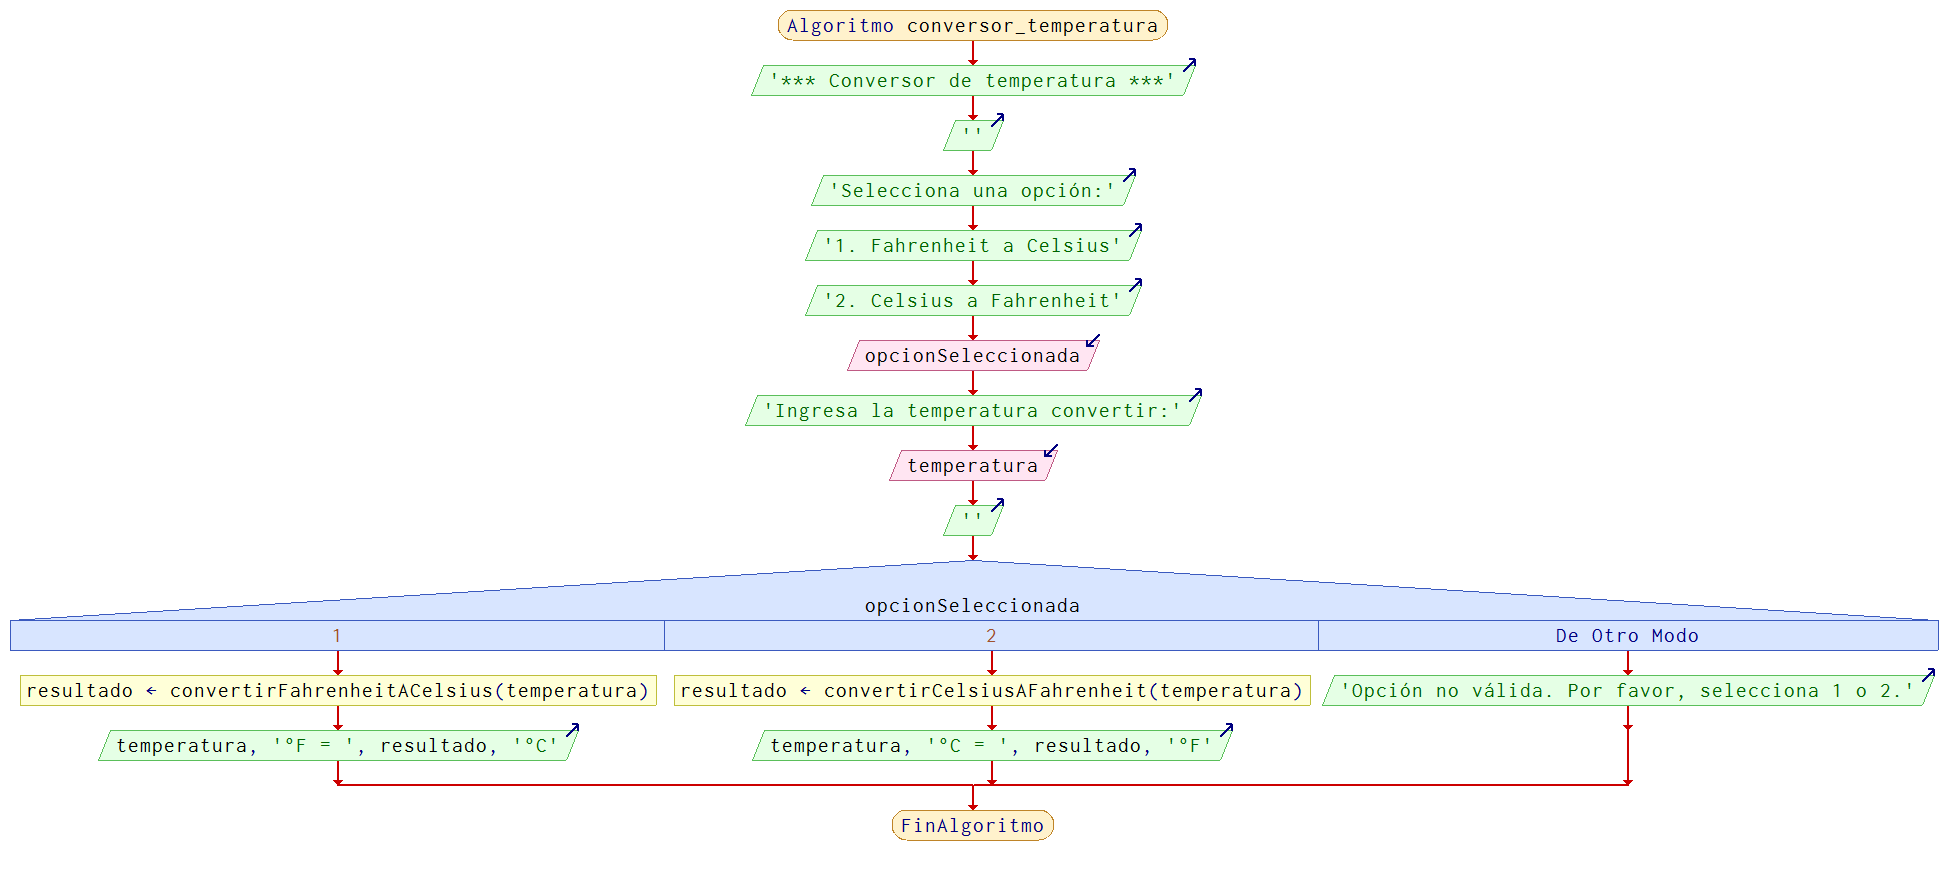 Algoritmo conversor_temperatura
'*** Conversor de temperatura ***'
''
'Selecciona una opción:'
'1. Fahrenheit a Celsius'
'2. Celsius a Fahrenheit'
opcionSeleccionada
'Ingresa la temperatura convertir:'
temperatura
''
opcionSeleccionada
1
2
De Otro Modo
resultado ← convertirFahrenheitACelsius(temperatura)
resultado ← convertirCelsiusAFahrenheit(temperatura)
'Opción no válida. Por favor, selecciona 1 o 2.'
temperatura, '°F = ', resultado, '°C'
temperatura, '°C = ', resultado, '°F'
FinAlgoritmo